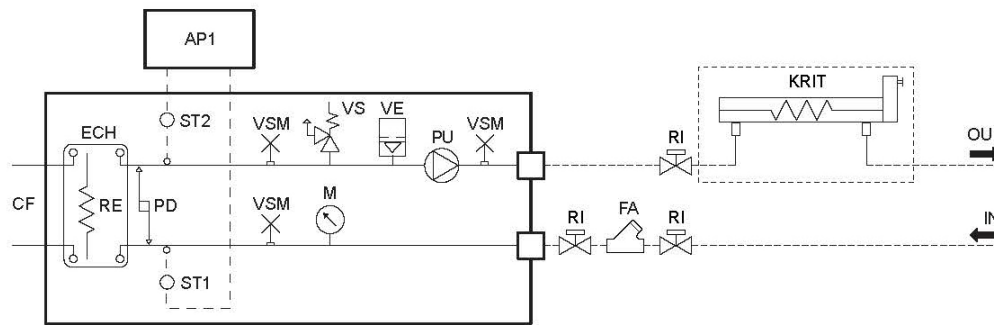 AP1
KRIT
ST2
VS
VE
VSM
PU
VSM
ECH
RI
OU
CF
RE
PD
VSM
M
RI
FA
RI
IN
ST1